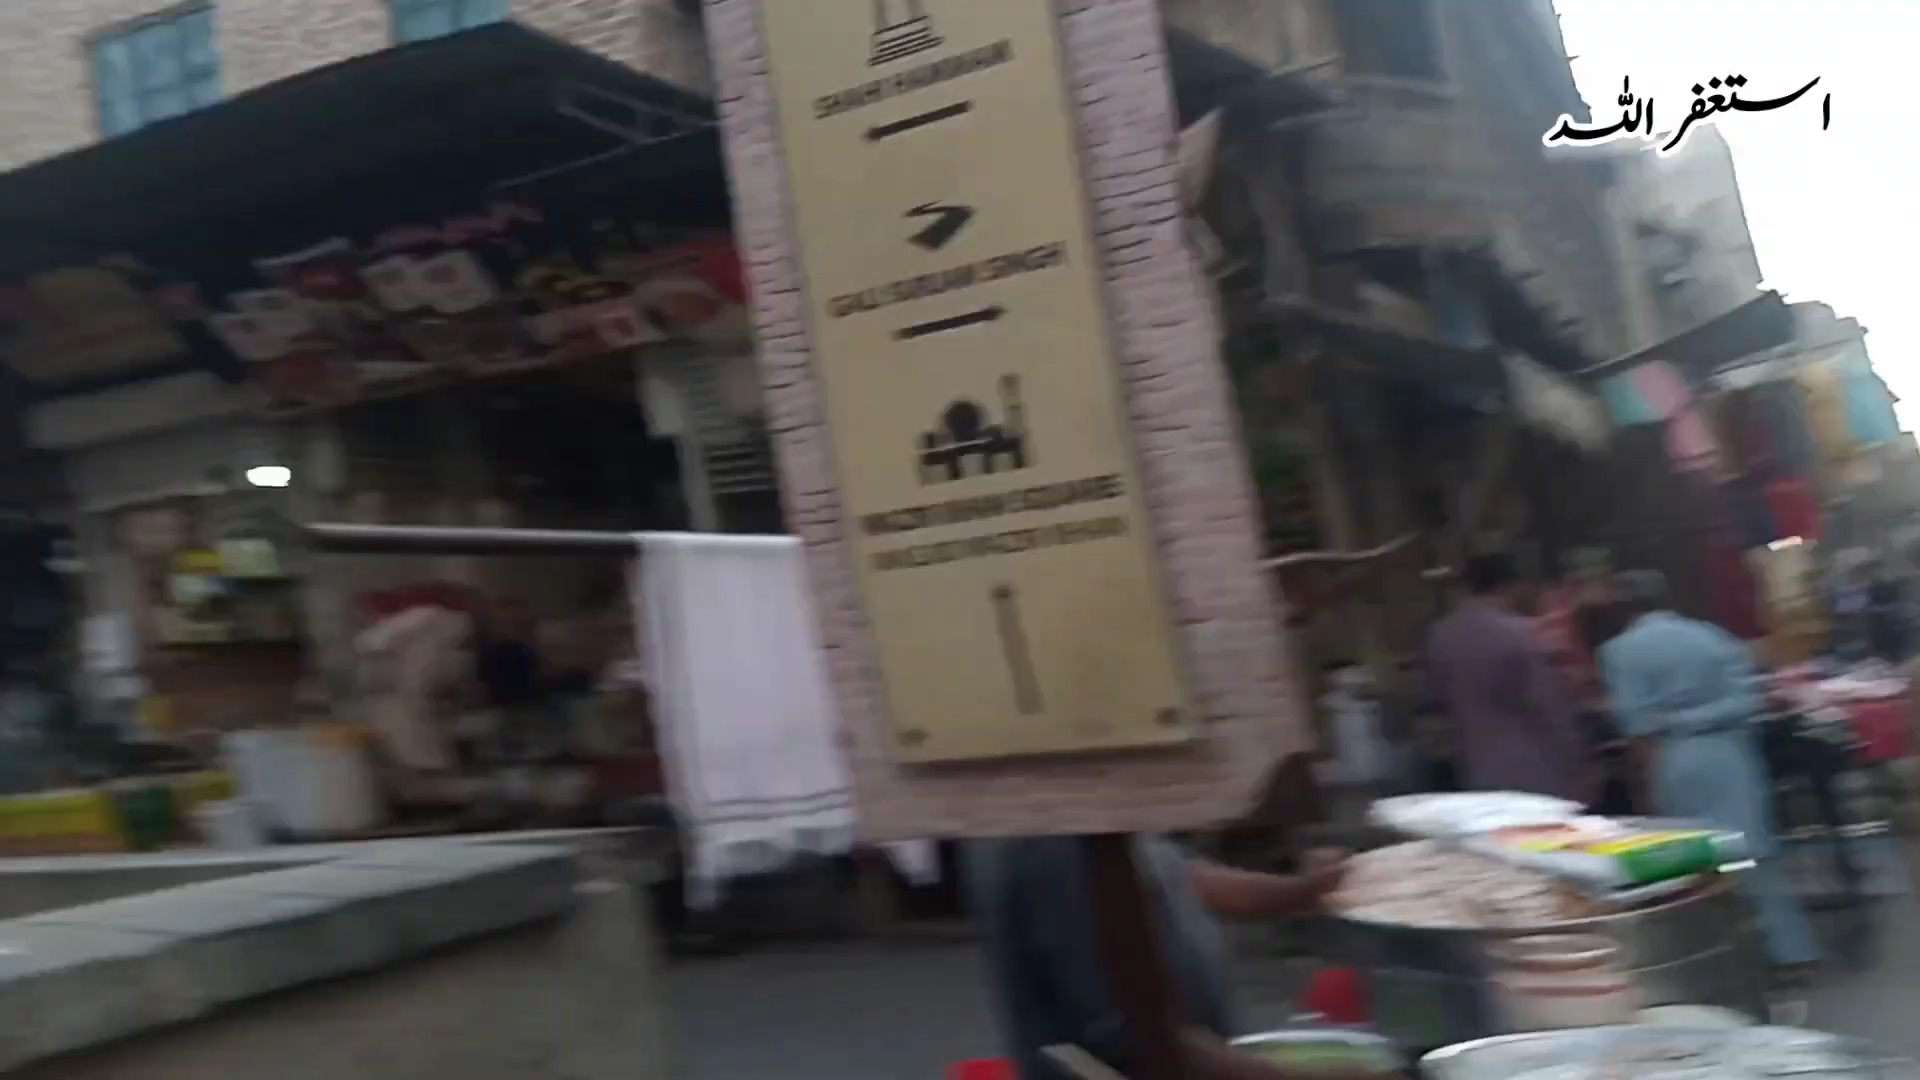 استغفر اللہ
SHAHI HAMMAM
GALI SURJAN SINGH
WAZIR KHAN SQUARE
MASJID WAZIR KHAN